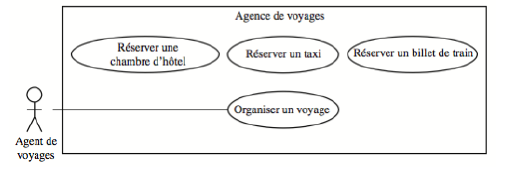 Agence de voyages
Réserver une
chambre d'hôtel
Réserver un taxi
Réserver un billet de train
Organiser un voyage
Agent de
voyages